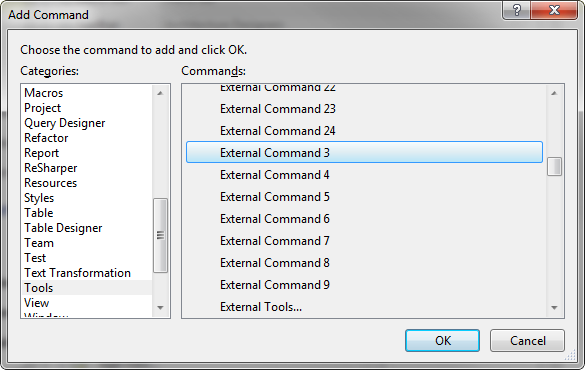 Add Command
Choose the command to add and click OK.
Categories:
Macros
Project
Query Designer
Refactor
Report
ReSharper
Resources
Styles
Table
Table Designer
Team
Test
Text Transformation
Tools
View
Window
Commands:
External Command 22
External Command 23
External Command 24
External Command 3
External Command 4
External Command 5
External Command 6
External Command 7
External Command 8
External Command 9
External Tools...
OK
Cancel